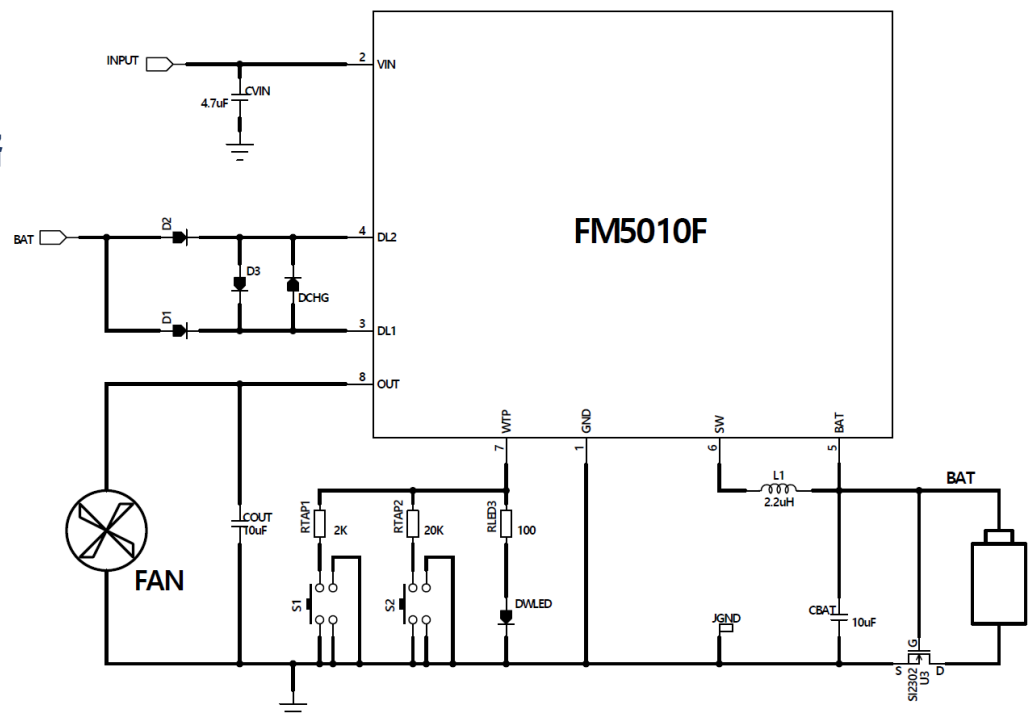 INPUT
2
VIN
CVIN
4.7uF
FM5010F
D2
BAT
4
DL2
D3
DCHG
D1
3
DL1
8
OUT
WTP
GND
SW
BAT
7
1
6
5
L1
2.2uH
BAT
RTAP1
2K
RTAP2
20K
RLED3
100
COUT
10uF
FAN
S1
S2
DWLED
JGND
CBAT
10uF
G
S
D
SI2302
U3